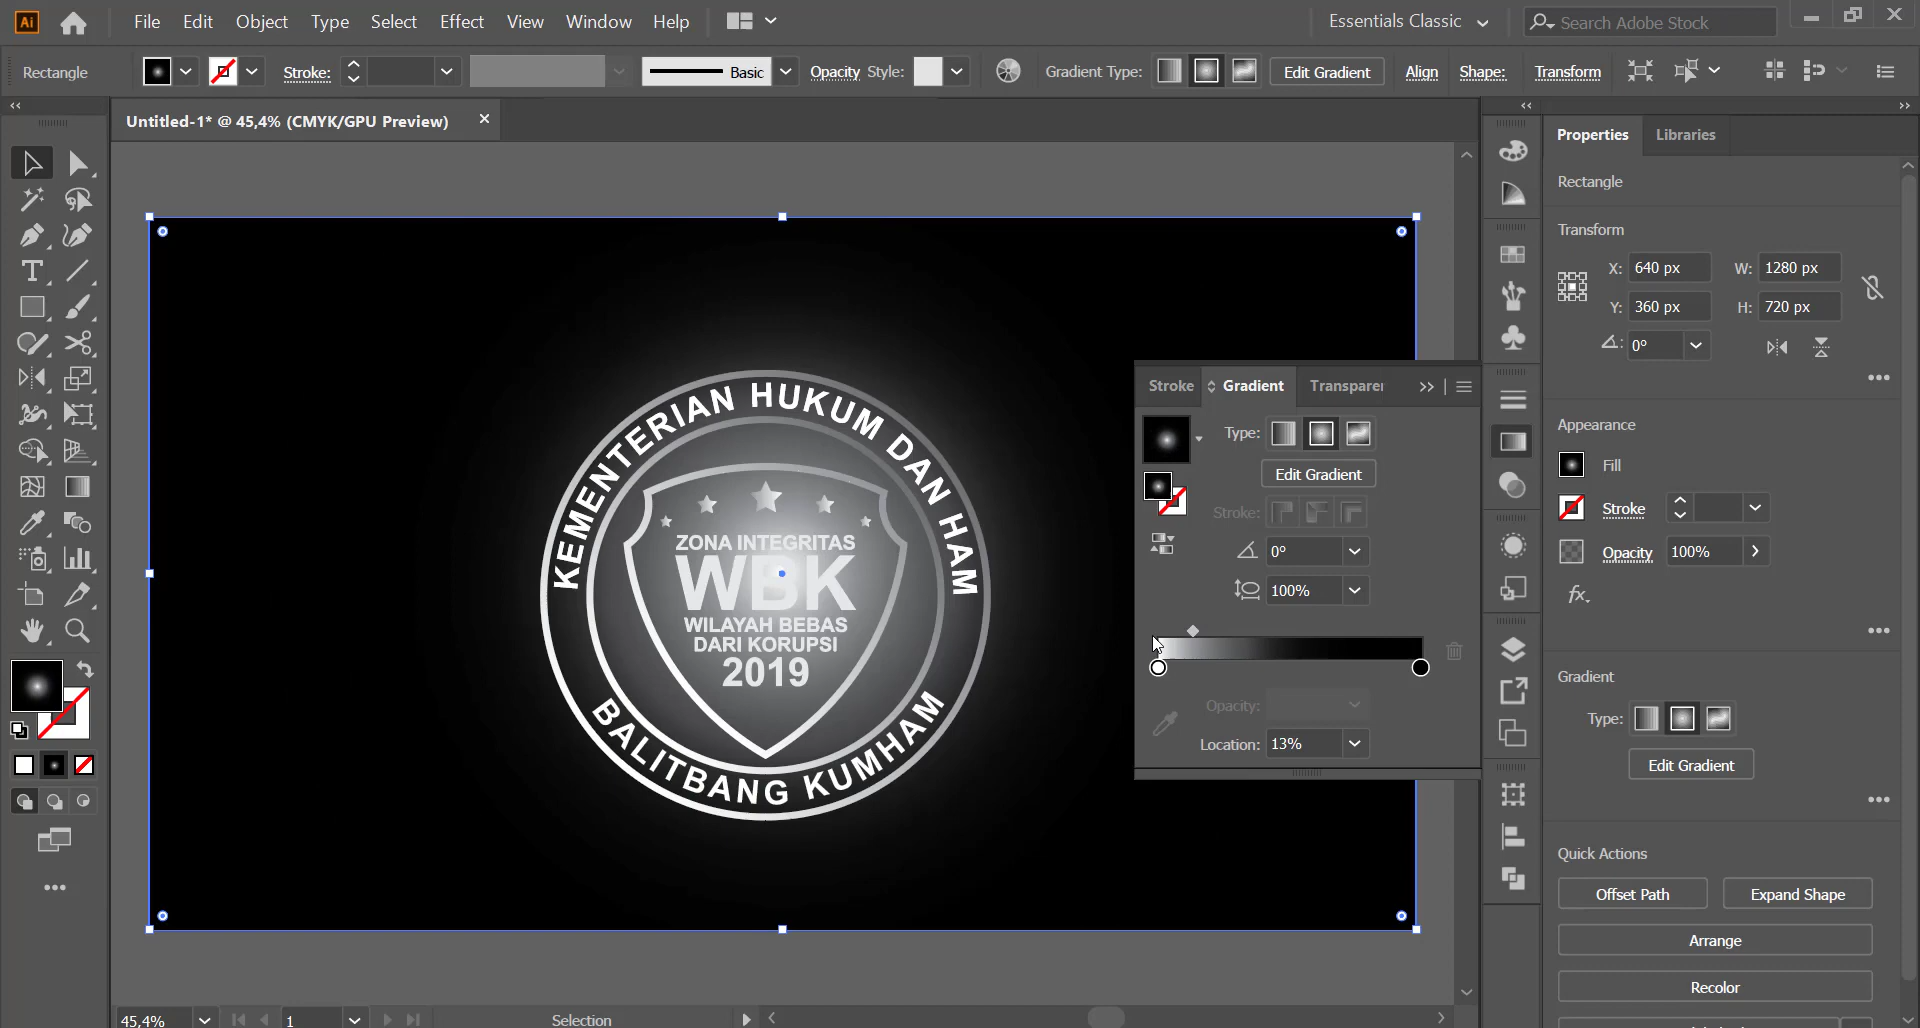 File Edit Object Type Select Effect View Window Help
Essentials Classic
Search Adobe Stock
Rectangle
Stroke:
Basic
Opacity Style:
Gradient Type:
Edit Gradient
Align
Shape:
Transform
Untitled-1* @ 45,4% (CMYK/GPU Preview)
KEMENTERIAN HUKUM DAN HAM
ZONA INTEGRITAS
WBK
WILAYAH BEBAS
DARI KORUPSI
2019
BALITBANG KUMHAM
Stroke Gradient Transparer
Type:
Edit Gradient
Stroke:
0°
100%
Opacity:
Location: 13%
Properties Libraries
Rectangle
Transform
X: 640 px W: 1280 px
Y: 360 px H: 720 px
0°
Appearance
Fill
Stroke
Opacity 100%
fx.
Gradient
Type:
Edit Gradient
Quick Actions
Offset Path Expand Shape
Arrange
Recolor
45,4% 1 Selection